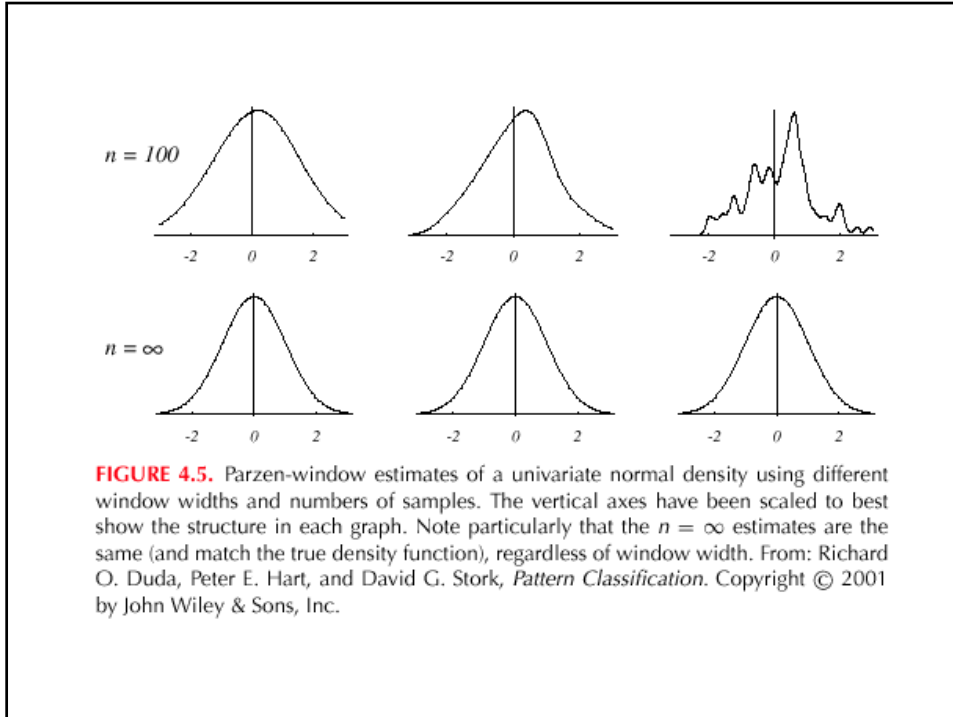 n = 100
-2 0 2 -2 0 2 -2 0 2
n = ∞
-2 0 2 -2 0 2 -2 0 2
FIGURE 4.5. Parzen-window estimates of a univariate normal density using different
window widths and numbers of samples. The vertical axes have been scaled to best
show the structure in each graph. Note particularly that the n = ∞ estimates are the
same (and match the true density function), regardless of window width. From: Richard
O. Duda, Peter E. Hart, and David G. Stork, Pattern Classification. Copyright © 2001
by John Wiley & Sons, Inc.